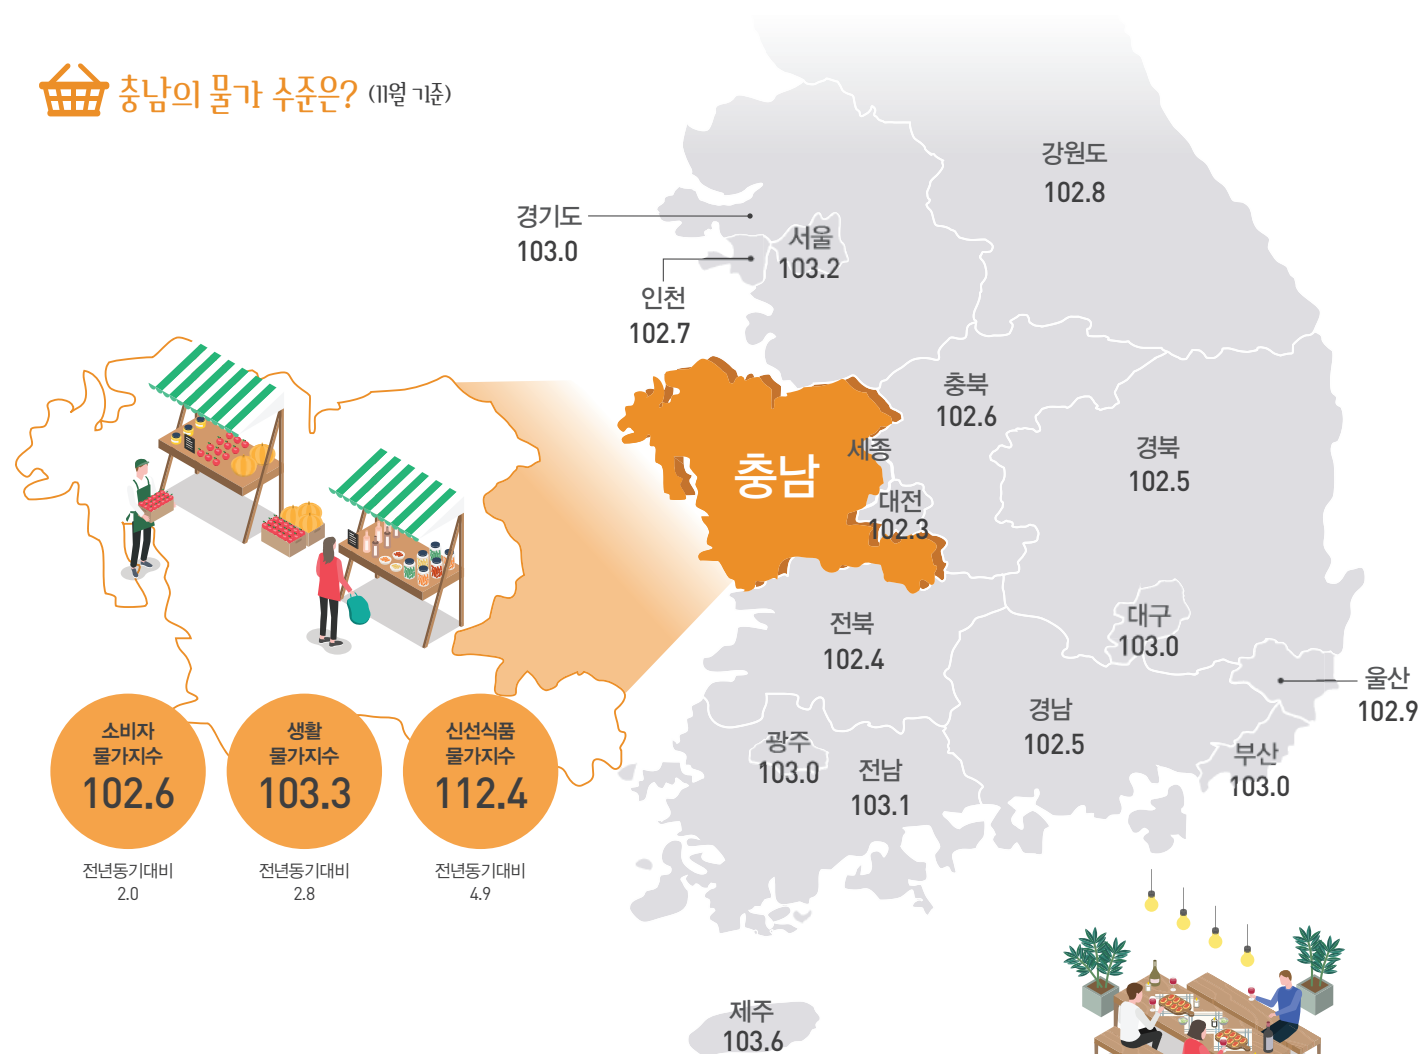 충남의 물가 수준은? (11월 기준)
강원도
102.8
경기도
103.0
서울
103.2
인천
102.7
충북
102.6
경북
102.5
세종
충남
대전
102.3
대구
103.0
전북
102.4
울산
102.9
경남
102.5
부산
103.0
광주
103.0
전남
103.1
제주
103.6
소비자
물가지수
102.6
전년동기대비
2.0
생활
물가지수
103.3
전년동기대비
2.8
신선식품
물가지수
112.4
전년동기대비
4.9